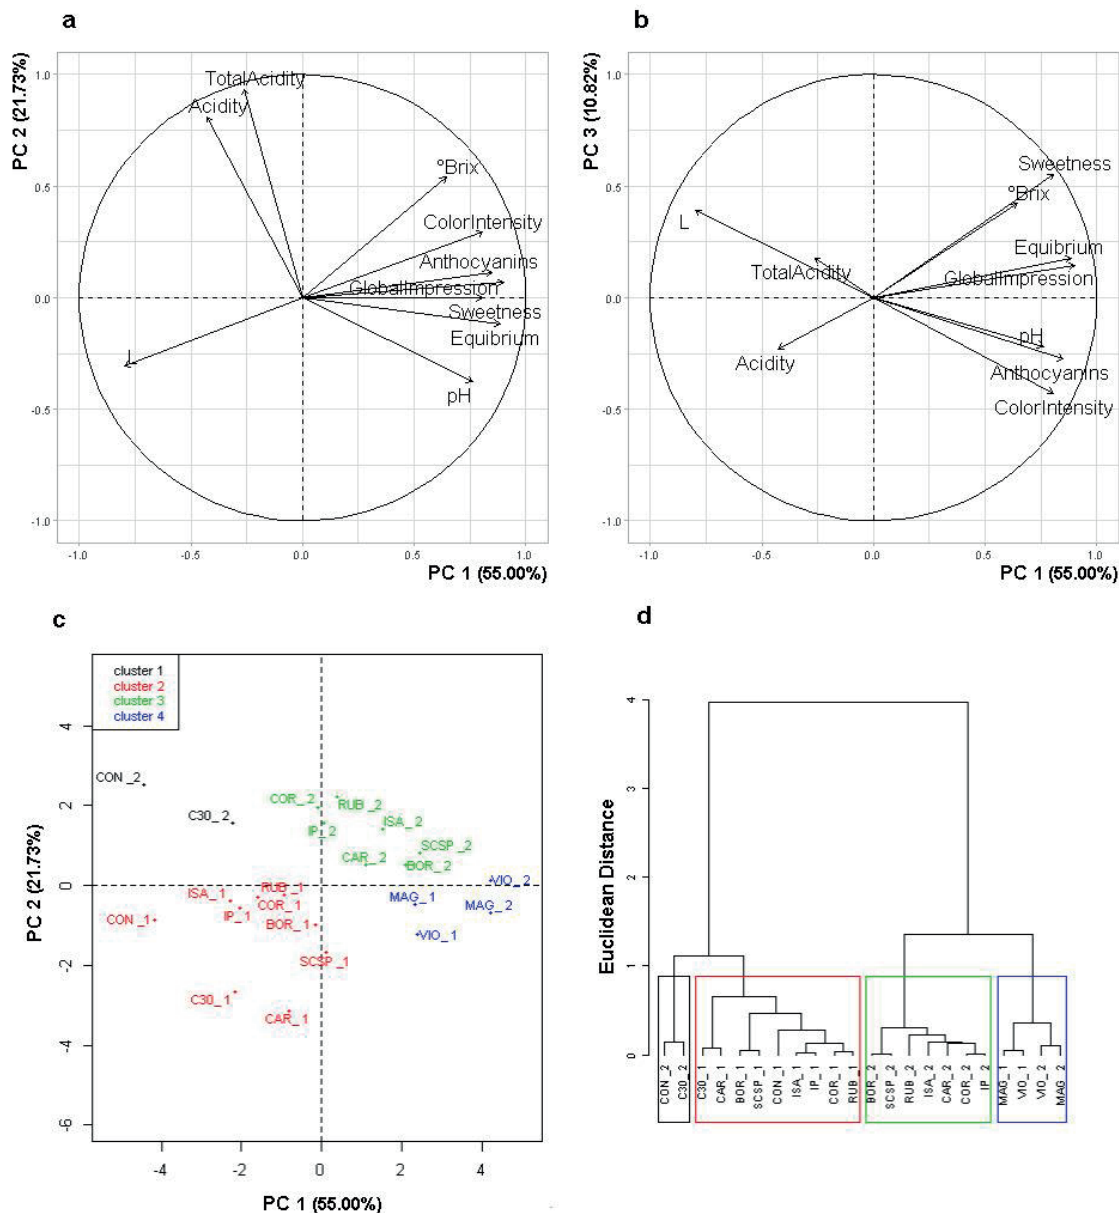 a
b
PC 2 (21.73%)
1.0
0.5
0.0
-0.5
-1.0
TotalAcidity
Acidity
°Brix
ColorIntensity
Anthocyanins
GlobalImpression
Sweetness
Equibrium
L
pH
-1.0 -0.5 0.0 0.5 1.0
PC 1 (55.00%)
PC 3 (10.82%)
1.0
0.5
0.0
-0.5
-1.0
Sweetness
°Brix
L
Equibrium
TotalAcidity
GlobalImpression
pH
Acidity
Anthocyanins
ColorIntensity
-1.0 -0.5 0.0 0.5 1.0
PC 1 (55.00%)
c
d
cluster 1
cluster 2
cluster 3
cluster 4
PC 2 (21.73%)
4
2
0
-2
-4
-6
CON _2
C30_2
COR_2
RUB_2
IP_2
ISA_2
SCSP _2
CAR_2
BOR_2
VIO_2
MAG_1
MAG_2
VIO_1
RUB_1
ISA_1
COR_1
IP_1
CON_1
BOR_1
SCSP_1
C30_1
CAR_1
-4 -2 0 2 4
PC 1 (55.00%)
Euclidean Distance
4
3
2
1
0
CON_2
C30_2
C30_1
CAR_1
BOR_1
SCSP_1
CON_1
ISA_1
IP_1
COR_1
RUB_1
BOR_2
SCSP_2
RUB_2
ISA_2
CAR_2
COR_2
IP_2
MAG_1
VIO_1
VIO_2
MAG_2